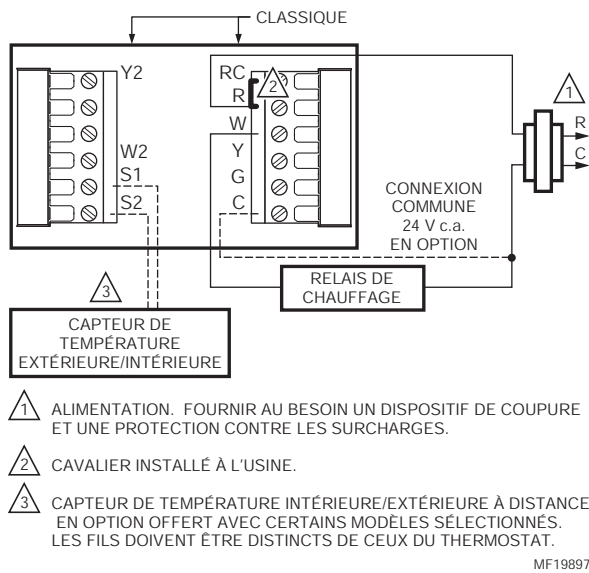 CLASSIQUE
Y2
W2
S1
S2
RC
R
W
Y
G
C
2
1
R
C
CONNEXION
COMMUNE
24 V c.a.
EN OPTION
RELAIS DE
CHAUFFAGE
3
CAPTEUR DE
TEMPÉRATURE
EXTÉRIEURE/INTÉRIEURE
1 ALIMENTATION. FOURNIR AU BESOIN UN DISPOSITIF DE COUPURE
ET UNE PROTECTION CONTRE LES SURCHARGES.
2 CAVALIER INSTALLÉ À L'USINE.
3 CAPTEUR DE TEMPÉRATURE INTÉRIEURE/EXTÉRIEURE À DISTANCE
EN OPTION OFFERT AVEC CERTAINS MODÈLES SÉLECTIONNÉS.
LES FILS DOIVENT ÊTRE DISTINCTS DE CEUX DU THERMOSTAT.
MF19897